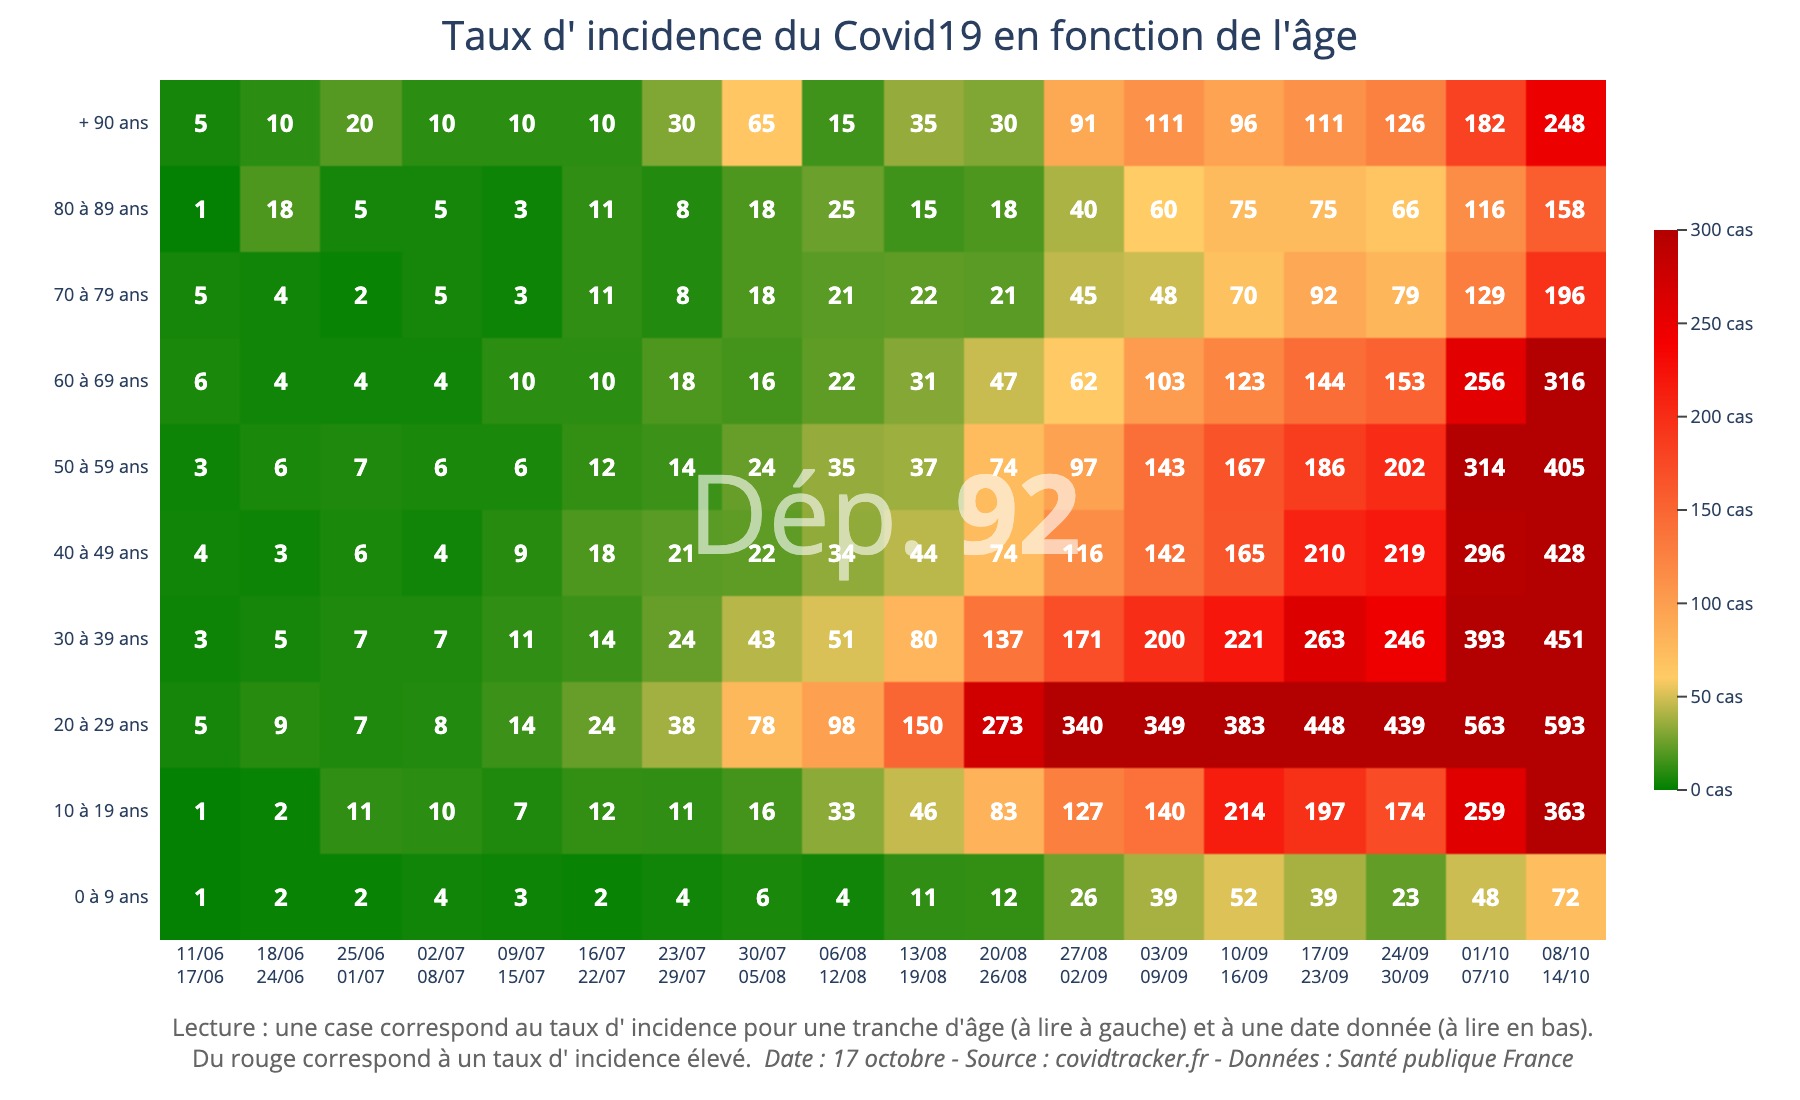 Taux d' incidence du Covid19 en fonction de l'âge
+ 90 ans 5 10 20 10 10 10 30 65 15 35 30 91 111 96 111 126 182 248
80 à 89 ans 1 18 5 5 3 11 8 18 25 15 18 40 60 75 75 66 116 158
70 à 79 ans 5 4 2 5 3 11 8 18 21 22 21 45 48 70 92 79 129 196
60 à 69 ans 6 4 4 4 10 10 18 16 22 31 47 62 103 123 144 153 256 316
50 à 59 ans 3 6 7 6 6 12 14 24 35 37 74 97 143 167 186 202 314 405
Dép. 92
40 à 49 ans 4 3 6 4 9 18 21 22 34 44 74 116 142 165 210 219 296 428
30 à 39 ans 3 5 7 7 11 14 24 43 51 80 137 171 200 221 263 246 393 451
20 à 29 ans 5 9 7 8 14 24 38 78 98 150 273 340 349 383 448 439 563 593
10 à 19 ans 1 2 11 10 7 12 11 16 33 46 83 127 140 214 197 174 259 363
0 à 9 ans 1 2 2 4 3 2 4 6 4 11 12 26 39 52 39 23 48 72
11/06 18/06 25/06 02/07 09/07 16/07 23/07 30/07 06/08 13/08 20/08 27/08 03/09 10/09 17/09 24/09 01/10 08/10
17/06 24/06 01/07 08/07 15/07 22/07 29/07 05/08 12/08 19/08 26/08 02/09 09/09 16/09 23/09 30/09 07/10 14/10
300 cas
250 cas
200 cas
150 cas
100 cas
50 cas
0 cas
Lecture : une case correspond au taux d' incidence pour une tranche d'âge (à lire à gauche) et à une date donnée (à lire en bas).
Du rouge correspond à un taux d' incidence élevé. Date : 17 octobre - Source : covidtracker.fr - Données : Santé publique France